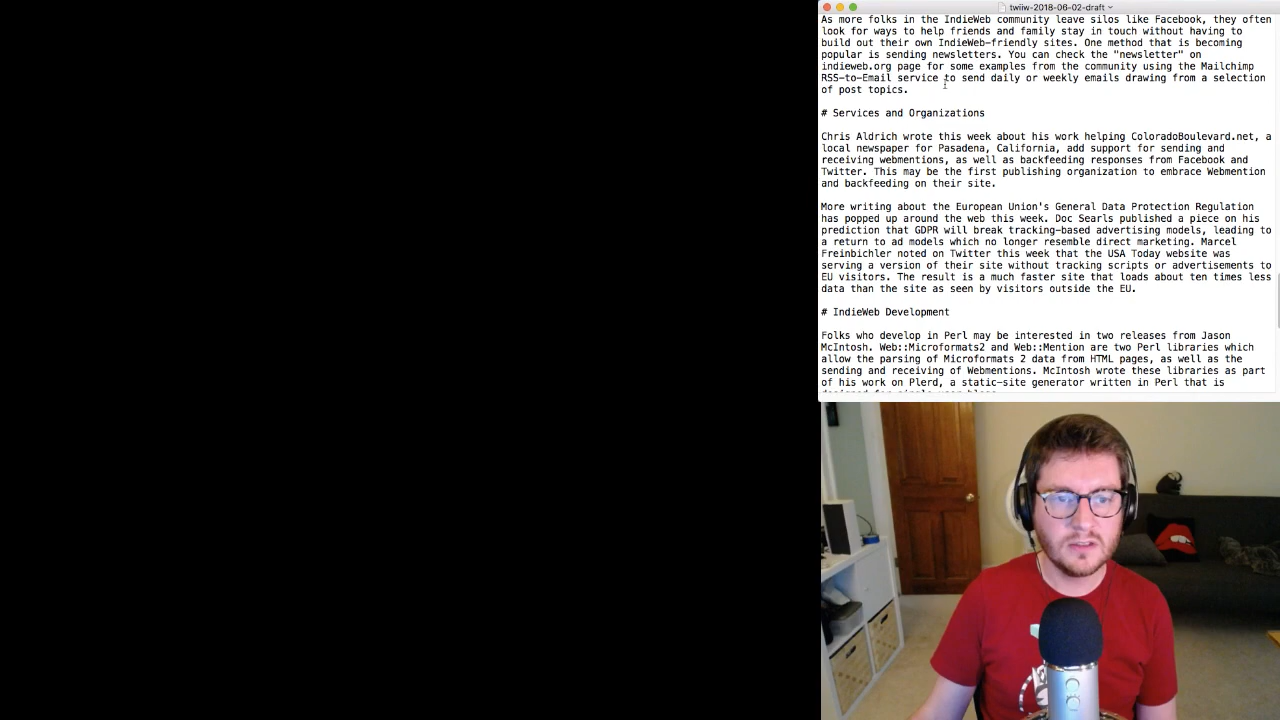 twiiw-2018-06-02-draft
As more folks in the IndieWeb community leave silos like Facebook, they often
look for ways to help friends and family stay in touch without having to
build out their own IndieWeb-friendly sites. One method that is becoming
popular is sending newsletters. You can check the "newsletter" on
indieweb.org page for some examples from the community using the Mailchimp
RSS-to-Email service to send daily or weekly emails drawing from a selection
of post topics.
# Services and Organizations
Chris Aldrich wrote this week about his work helping ColoradoBoulevard.net, a
local newspaper for Pasadena, California, add support for sending and
receiving webmentions, as well as backfeeding responses from Facebook and
Twitter. This may be the first publishing organization to embrace Webmention
and backfeeding on their site.
More writing about the European Union's General Data Protection Regulation
has popped up around the web this week. Doc Searls published a piece on his
prediction that GDPR will break tracking-based advertising models, leading to
a return to ad models which no longer resemble direct marketing. Marcel
Freinbichler noted on Twitter this week that the USA Today website was
serving a version of their site without tracking scripts or advertisements to
EU visitors. The result is a much faster site that loads about ten times less
data than the site as seen by visitors outside the EU.
# IndieWeb Development
Folks who develop in Perl may be interested in two releases from Jason
McIntosh. Web::Microformats2 and Web::Mention are two Perl libraries which
allow the parsing of Microformats 2 data from HTML pages, as well as the
sending and receiving of Webmentions. McIntosh wrote these libraries as part
of his work on Plerd, a static-site generator written in Perl that is